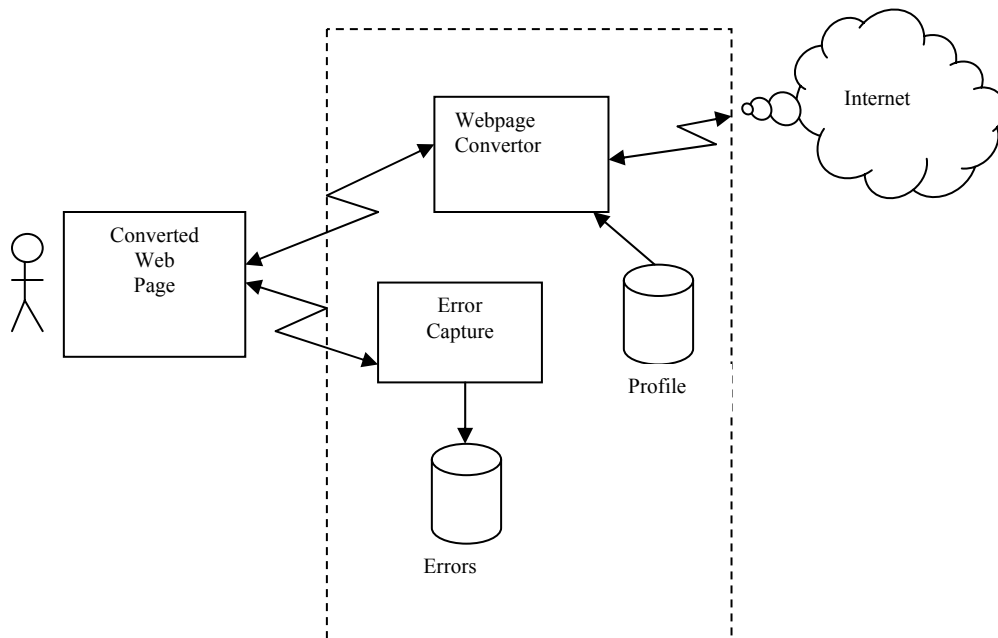 Internet
Webpage
Convertor
Converted
Web
Page
Error
Capture
Profile
Errors